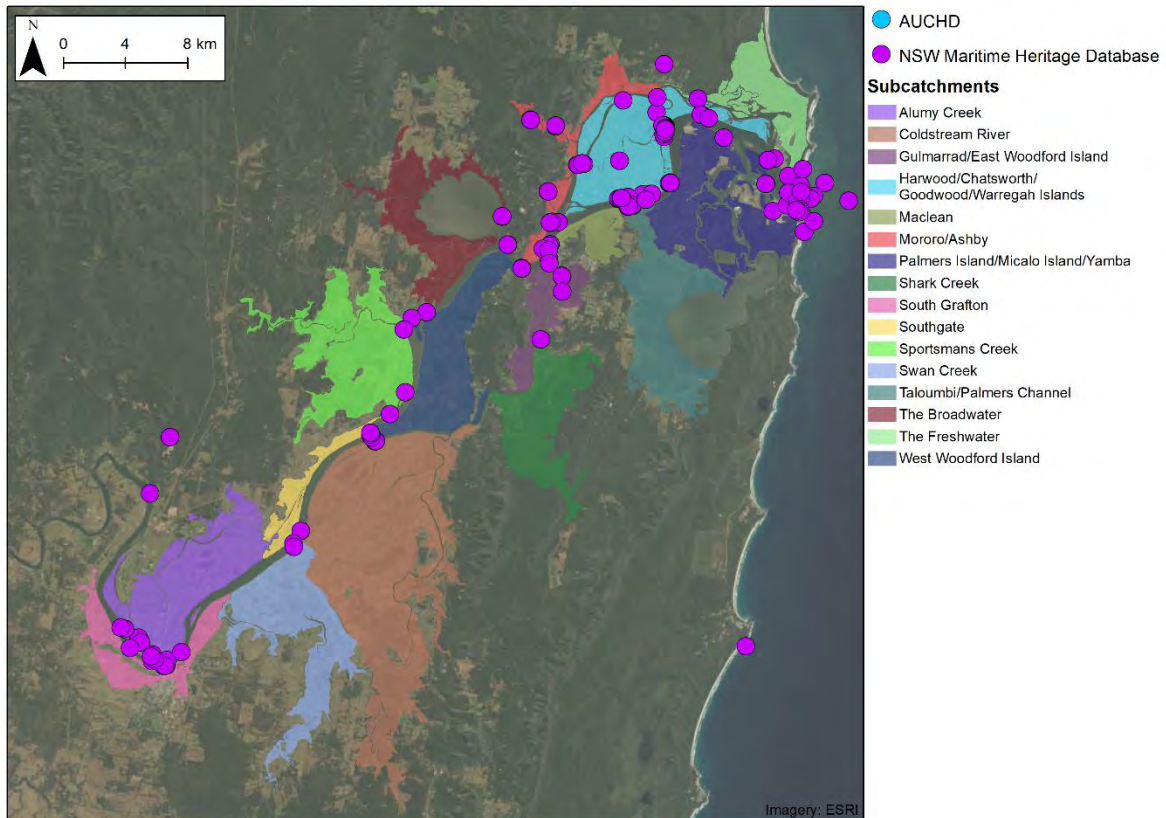 N
0 4 8 km
AUCHD
NSW Maritime Heritage Database
Subcatchments
Alumy Creek
Coldstream River
Gulmarrad/East Woodford Island
Harwood/Chatsworth/
Goodwood/Warregah Islands
Maclean
Mororo/Ashby
Palmers Island/Micalo Island/Yamba
Shark Creek
South Grafton
Southgate
Sportsmans Creek
Swan Creek
Taloumbi/Palmers Channel
The Broadwater
The Freshwater
West Woodford Island
Imagery: ESRI